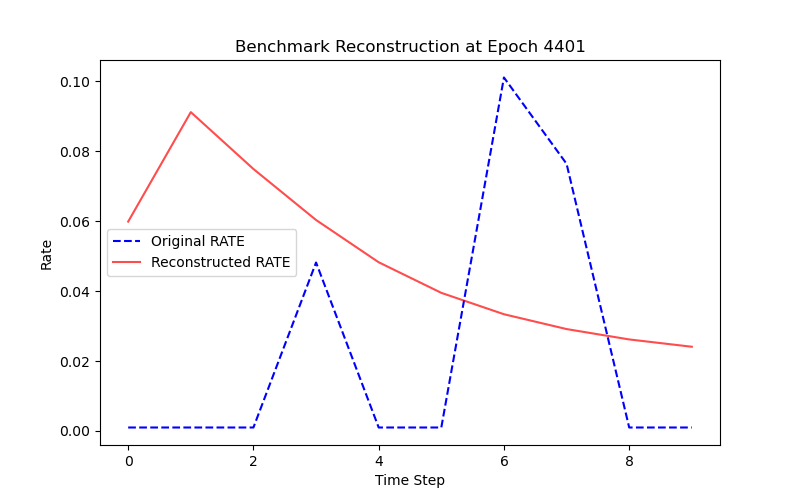 Benchmark Reconstruction at Epoch 4401
0.10
0.08
0.06
0.04
0.02
0.00
Rate
Original RATE
Reconstructed RATE
0 2 4 6 8
Time Step